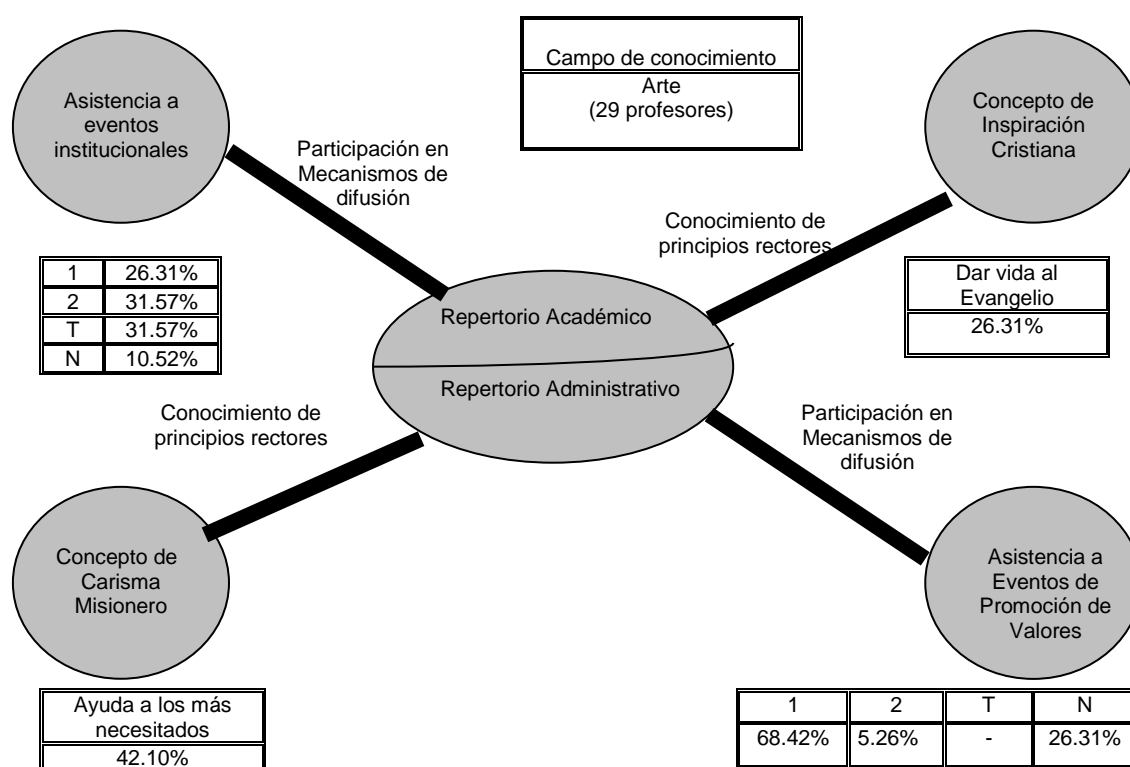 Campo de conocimiento
Arte
(29 profesores)
Asistencia a
eventos
institucionales
Concepto de
Inspiración
Cristiana
Participación en
Mecanismos de
difusión
Conocimiento de
principios rectores
1 26.31%
2 31.57%
T 31.57%
N 10.52%
Dar vida al
Evangelio
26.31%
Repertorio Académico
Repertorio Administrativo
Conocimiento de
principios rectores
Participación en
Mecanismos de
difusión
Concepto de
Carisma
Misionero
Asistencia a
Eventos de
Promoción de
Valores
Ayuda a los más
necesitados
42.10%
1 2 T N
68.42% 5.26% - 26.31%